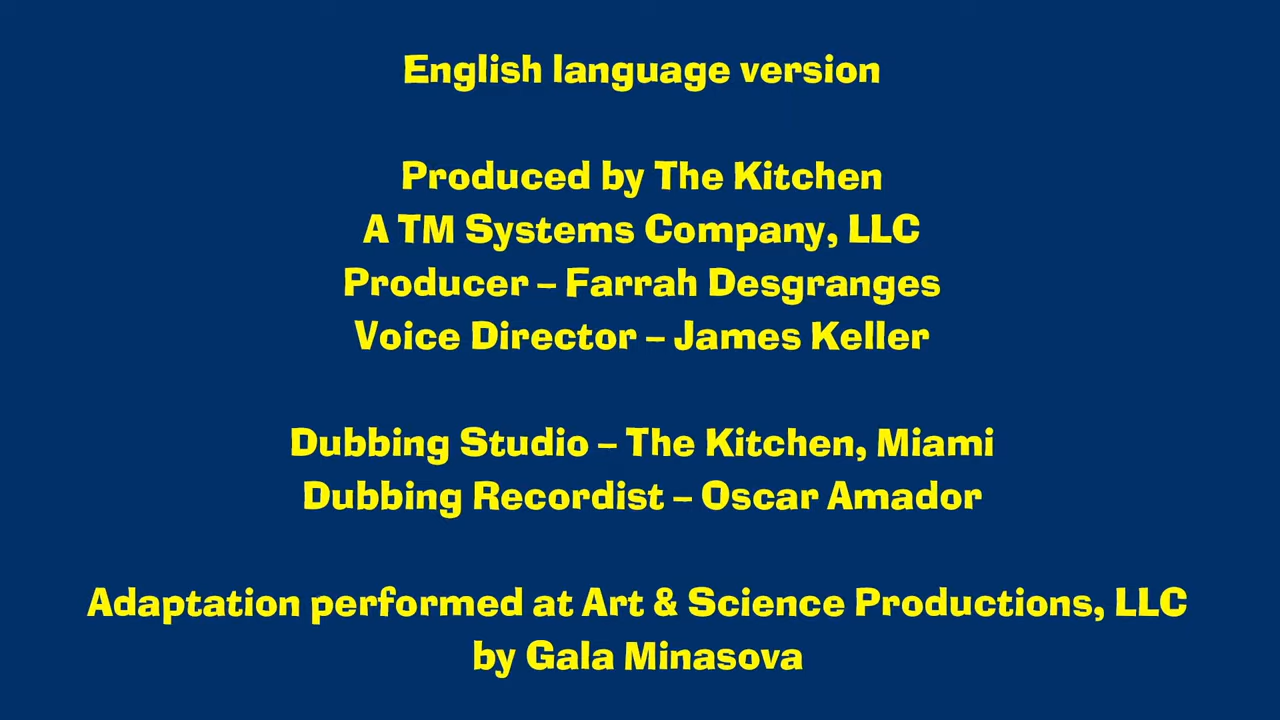 English language version
Produced by The Kitchen
A TM Systems Company, LLC
Producer – Farrah Desgranges
Voice Director – James Keller
Dubbing Studio – The Kitchen, Miami
Dubbing Recordist – Oscar Amador
Adaptation performed at Art & Science Productions, LLC
by Gala Minasova